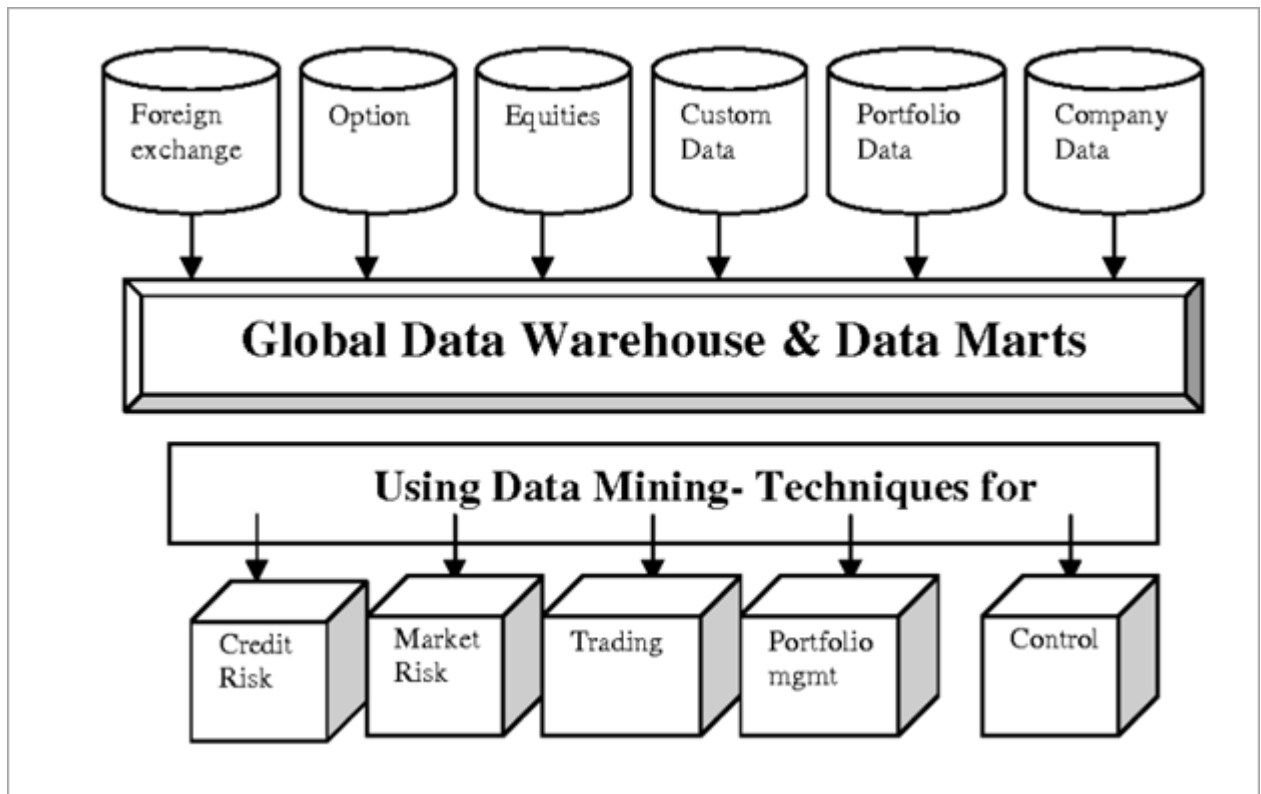 Foreign
exchange
Option
Equities
Custom
Data
Portfolio
Data
Company
Data
Global Data Warehouse & Data Marts
Using Data Mining- Techniques for
Credit
Risk
Market
Risk
Trading
Portfolio
mgmt
Control